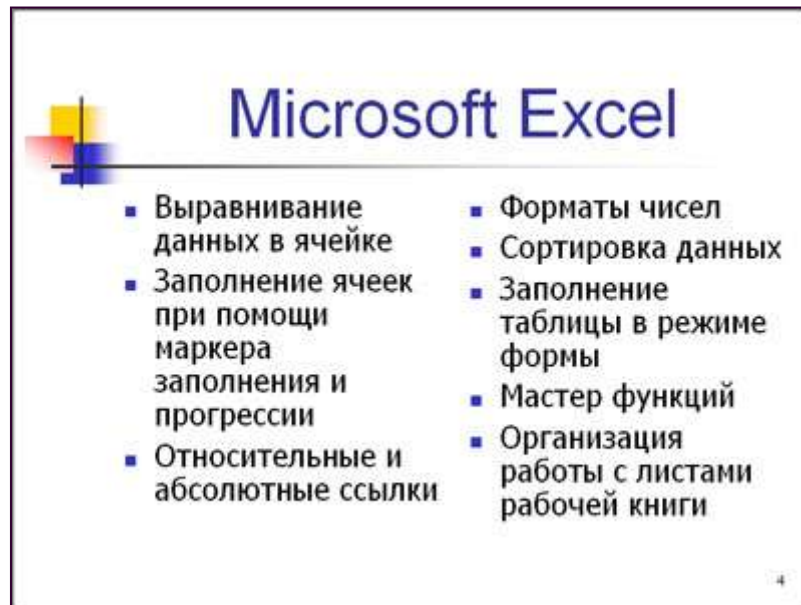 Microsoft Excel
Выравнивание
данных в ячейке
Заполнение ячеек
при помощи
маркера
заполнения и
прогрессии
Относительные и
абсолютные ссылки
Форматы чисел
Сортировка данных
Заполнение
таблицы в режиме
формы
Мастер функций
Организация
работы с листами
рабочей книги
4